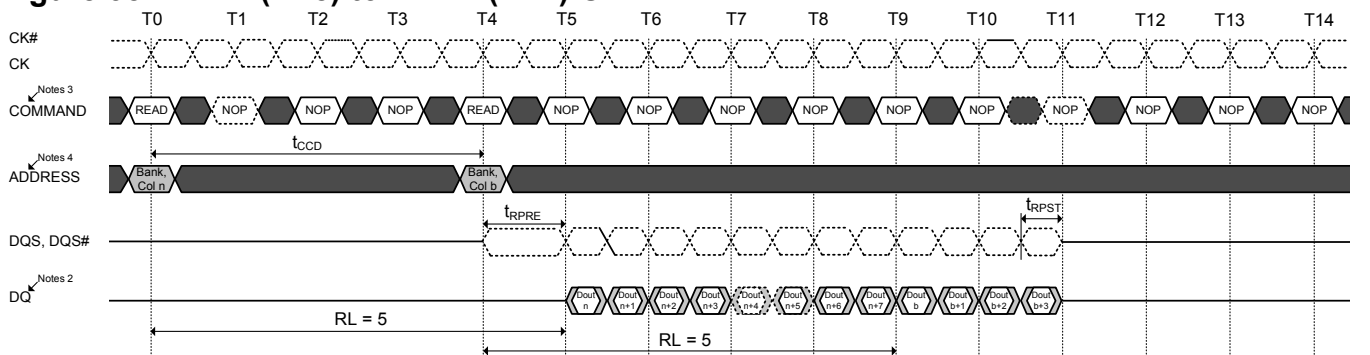 T0 T1 T2 T3 T4 T5 T6 T7 T8 T9 T10 T11 T12 T13 T14
CK#
CK
Notes 3
COMMAND READ NOP NOP NOP READ NOP NOP NOP NOP NOP NOP NOP NOP NOP NOP
tCCD
Notes 4
ADDRESS
Bank, Col n
Bank, Col b
tRPRE
tRPST
DQS, DQS#
Notes 2
DQ
Dout n
Dout n+1
Dout n+2
Dout n+3
Dout n+4
Dout n+5
Dout n+6
Dout n+7
Dout b
Dout b+1
Dout b+2
Dout b+3
RL = 5
RL = 5